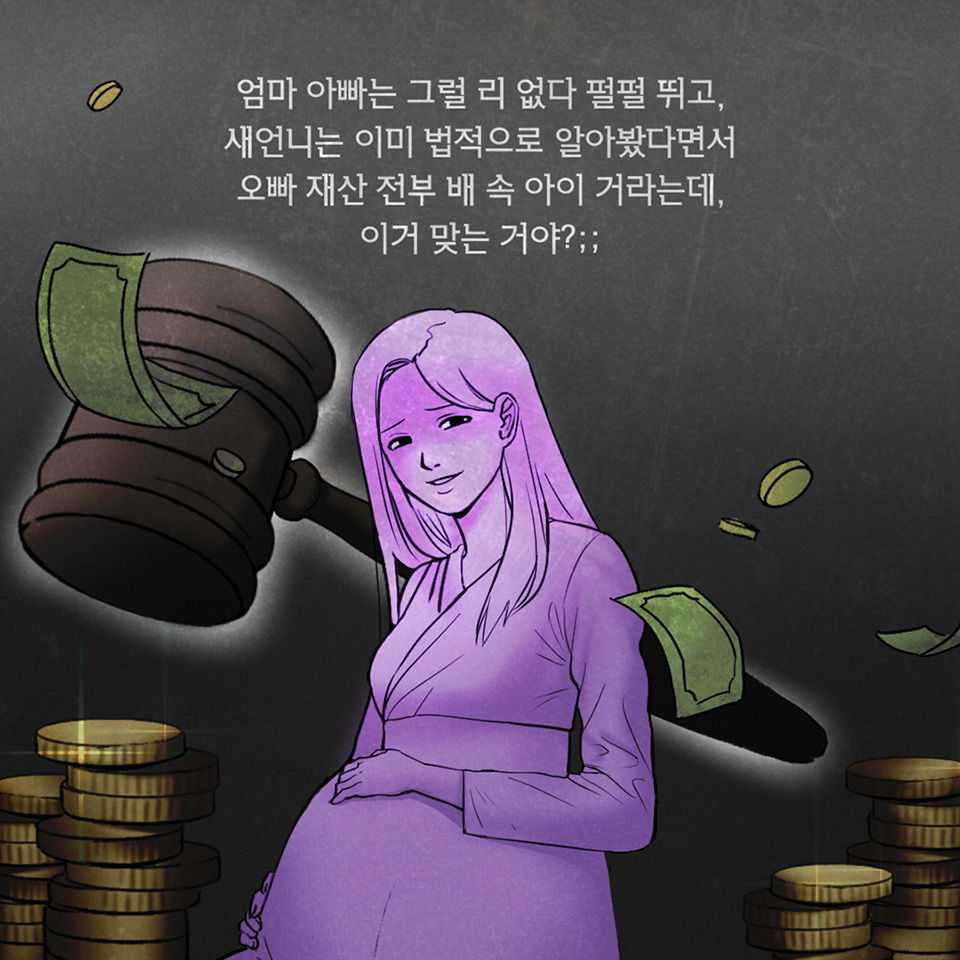 엄마 아빠는 그럴 리 없다 펄펄 뛰고,
새언니는 이미 법적으로 알아봤다면서
오빠 재산 전부 배 속 아이 거라는데,
이거 맞는 거야?;;